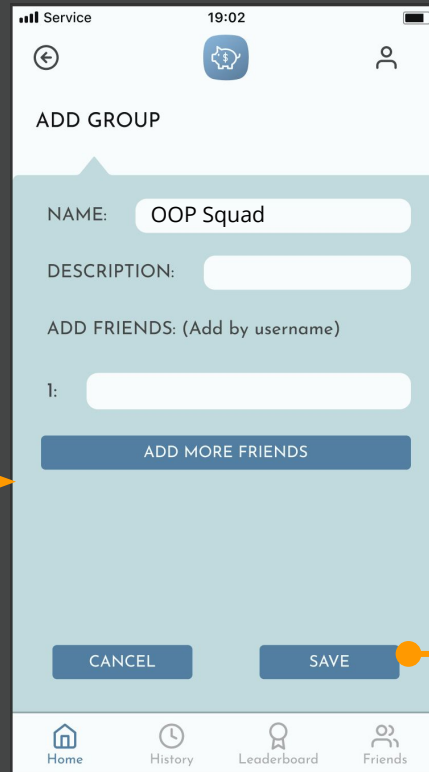 Service 19:02
$
ADD GROUP
NAME: OOP Squad
DESCRIPTION:
ADD FRIENDS: (Add by username)
1:
ADD MORE FRIENDS
CANCEL SAVE
Home History Leaderboard Friends